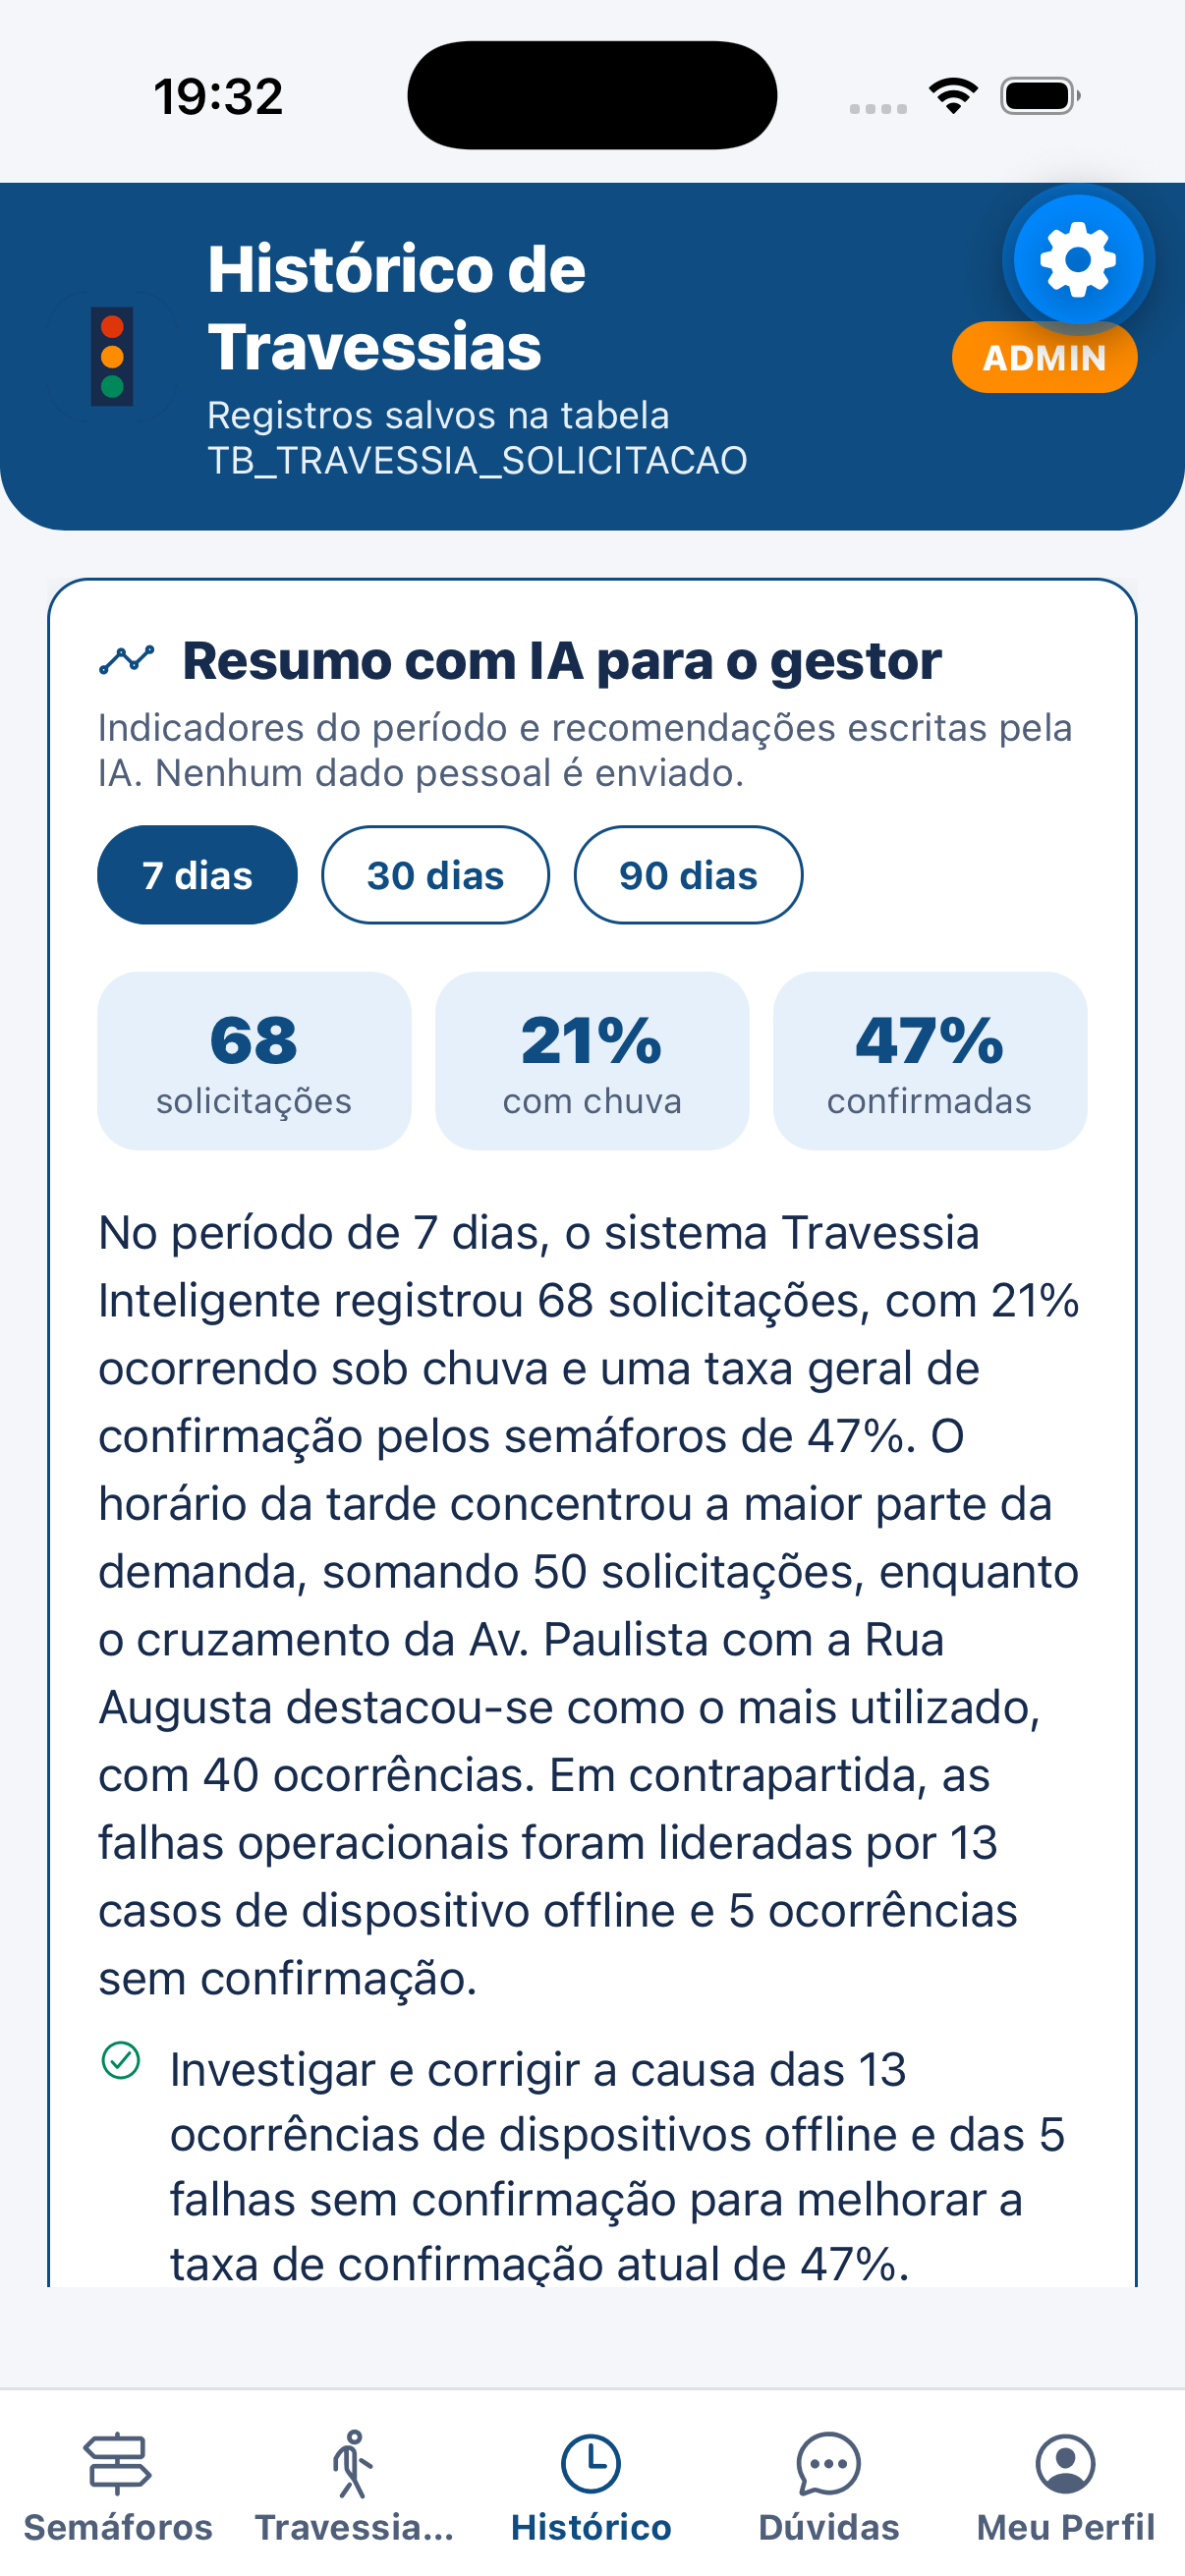 19:32
Histórico de
Travessias
Registros salvos na tabela
TB_TRAVESSIA_SOLICITACAO
ADMIN
Resumo com IA para o gestor
Indicadores do período e recomendações escritas pela
IA. Nenhum dado pessoal é enviado.
7 dias
30 dias
90 dias
68
solicitações
21%
com chuva
47%
confirmadas
No período de 7 dias, o sistema Travessia
Inteligente registrou 68 solicitações, com 21%
ocorrendo sob chuva e uma taxa geral de
confirmação pelos semáforos de 47%. O
horário da tarde concentrou a maior parte da
demanda, somando 50 solicitações, enquanto
o cruzamento da Av. Paulista com a Rua
Augusta destacou-se como o mais utilizado,
com 40 ocorrências. Em contrapartida, as
falhas operacionais foram lideradas por 13
casos de dispositivo offline e 5 ocorrências
sem confirmação.
Investigar e corrigir a causa das 13
ocorrências de dispositivos offline e das 5
falhas sem confirmação para melhorar a
taxa de confirmação atual de 47%.
Semáforos
Travessia...
Histórico
Dúvidas
Meu Perfil